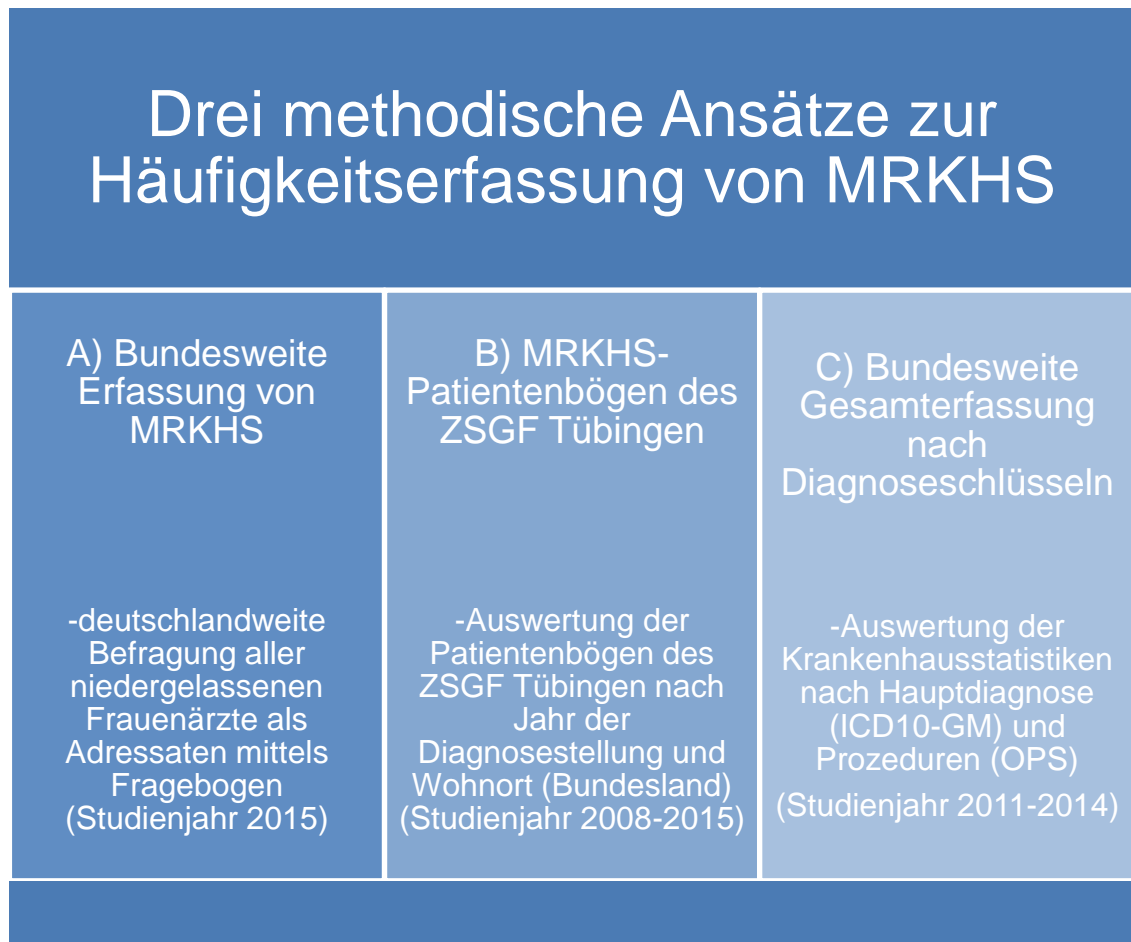 Drei methodische Ansätze zur
Häufigkeitserfassung von MRKHS
A) Bundesweite
Erfassung von
MRKHS
-deutschlandweite
Befragung aller
niedergelassenen
Frauenärzte als
Adressaten mittels
Fragebogen
(Studienjahr 2015)
B) MRKHS-
Patientenbögen des
ZSGF Tübingen
-Auswertung der
Patientenbögen des
ZSGF Tübingen nach
Jahr der
Diagnosestellung und
Wohnort (Bundesland)
(Studienjahr 2008-2015)
C) Bundesweite
Gesamterfassung
nach
Diagnoseschlüsseln
-Auswertung der
Krankenhausstatistiken
nach Hauptdiagnose
(ICD10-GM) und
Prozeduren (OPS)
(Studienjahr 2011-2014)